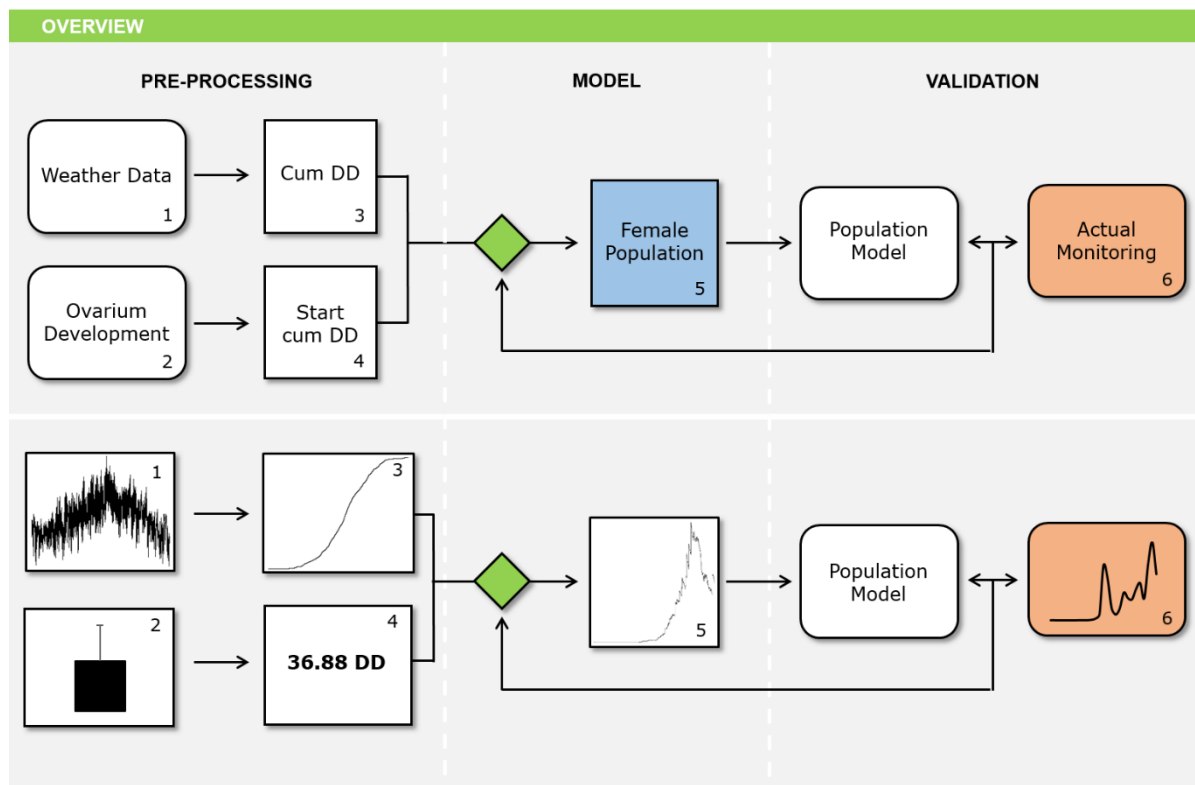 OVERVIEW
PRE-PROCESSING
MODEL
VALIDATION
Weather Data
1
Cum DD
3
Ovarium
Development
2
Start
cum DD
4
Female
Population
5
Population
Model
Actual
Monitoring
6
1
3
2
4
36.88 DD
5
Population
Model
6